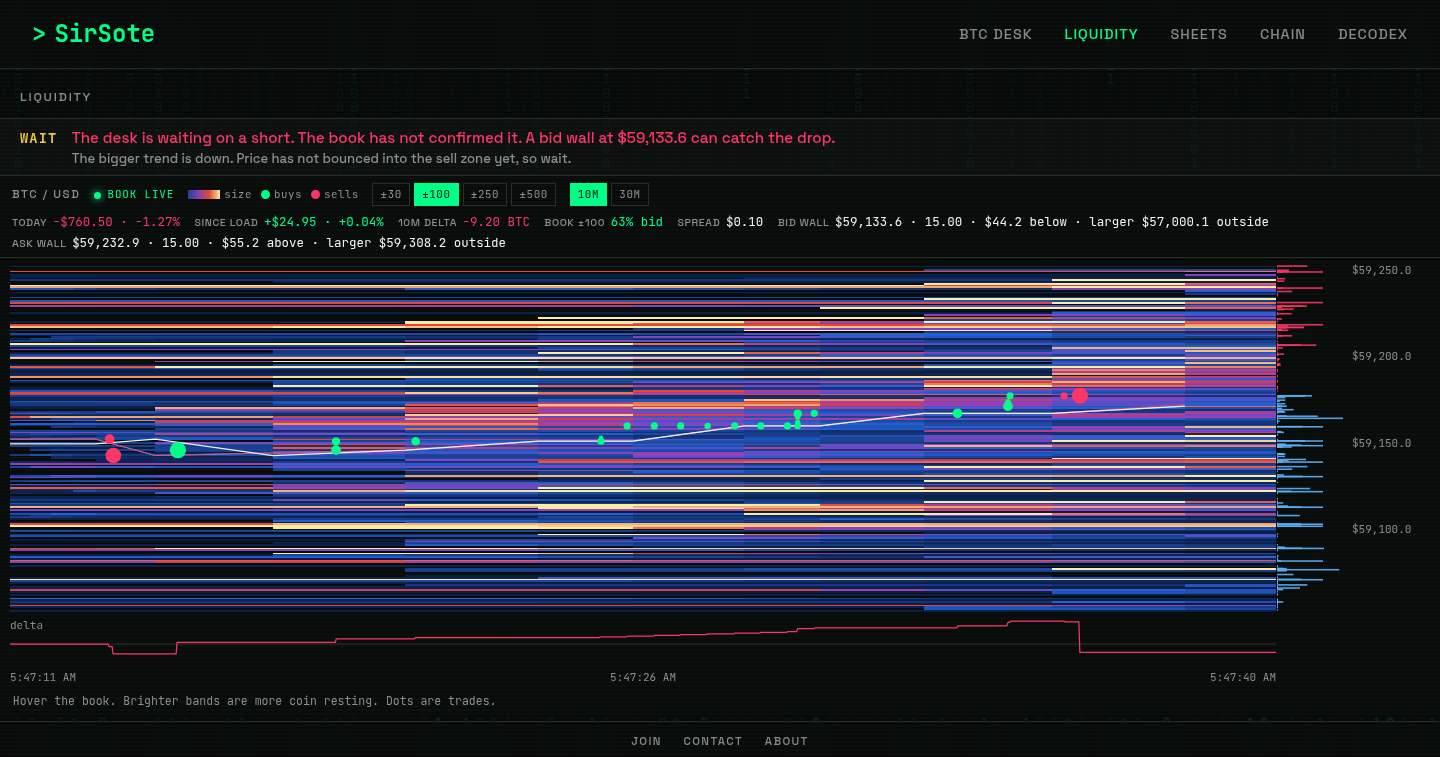 > SirSote
BTC DESK LIQUIDITY SHEETS CHAIN DECODEX
LIQUIDITY
WAIT The desk is waiting on a short. The book has not confirmed it. A bid wall at $59,133.6 can catch the drop.
The bigger trend is down. Price has not bounced into the sell zone yet, so wait.
BTC / USD BOOK LIVE size buys sells ±30 ±100 ±250 ±500 10M 30M
TODAY -$760.50 · -1.27% SINCE LOAD +$24.95 · +0.04% 10M DELTA -9.20 BTC BOOK ±100 63% bid SPREAD $0.10 BID WALL $59,133.6 · 15.00 · $44.2 below · larger $57,000.1 outside
ASK WALL $59,232.9 · 15.00 · $55.2 above · larger $59,308.2 outside
$59,250.0
$59,200.0
$59,150.0
$59,100.0
delta
5:47:11 AM 5:47:26 AM 5:47:40 AM
Hover the book. Brighter bands are more coin resting. Dots are trades.
JOIN CONTACT ABOUT